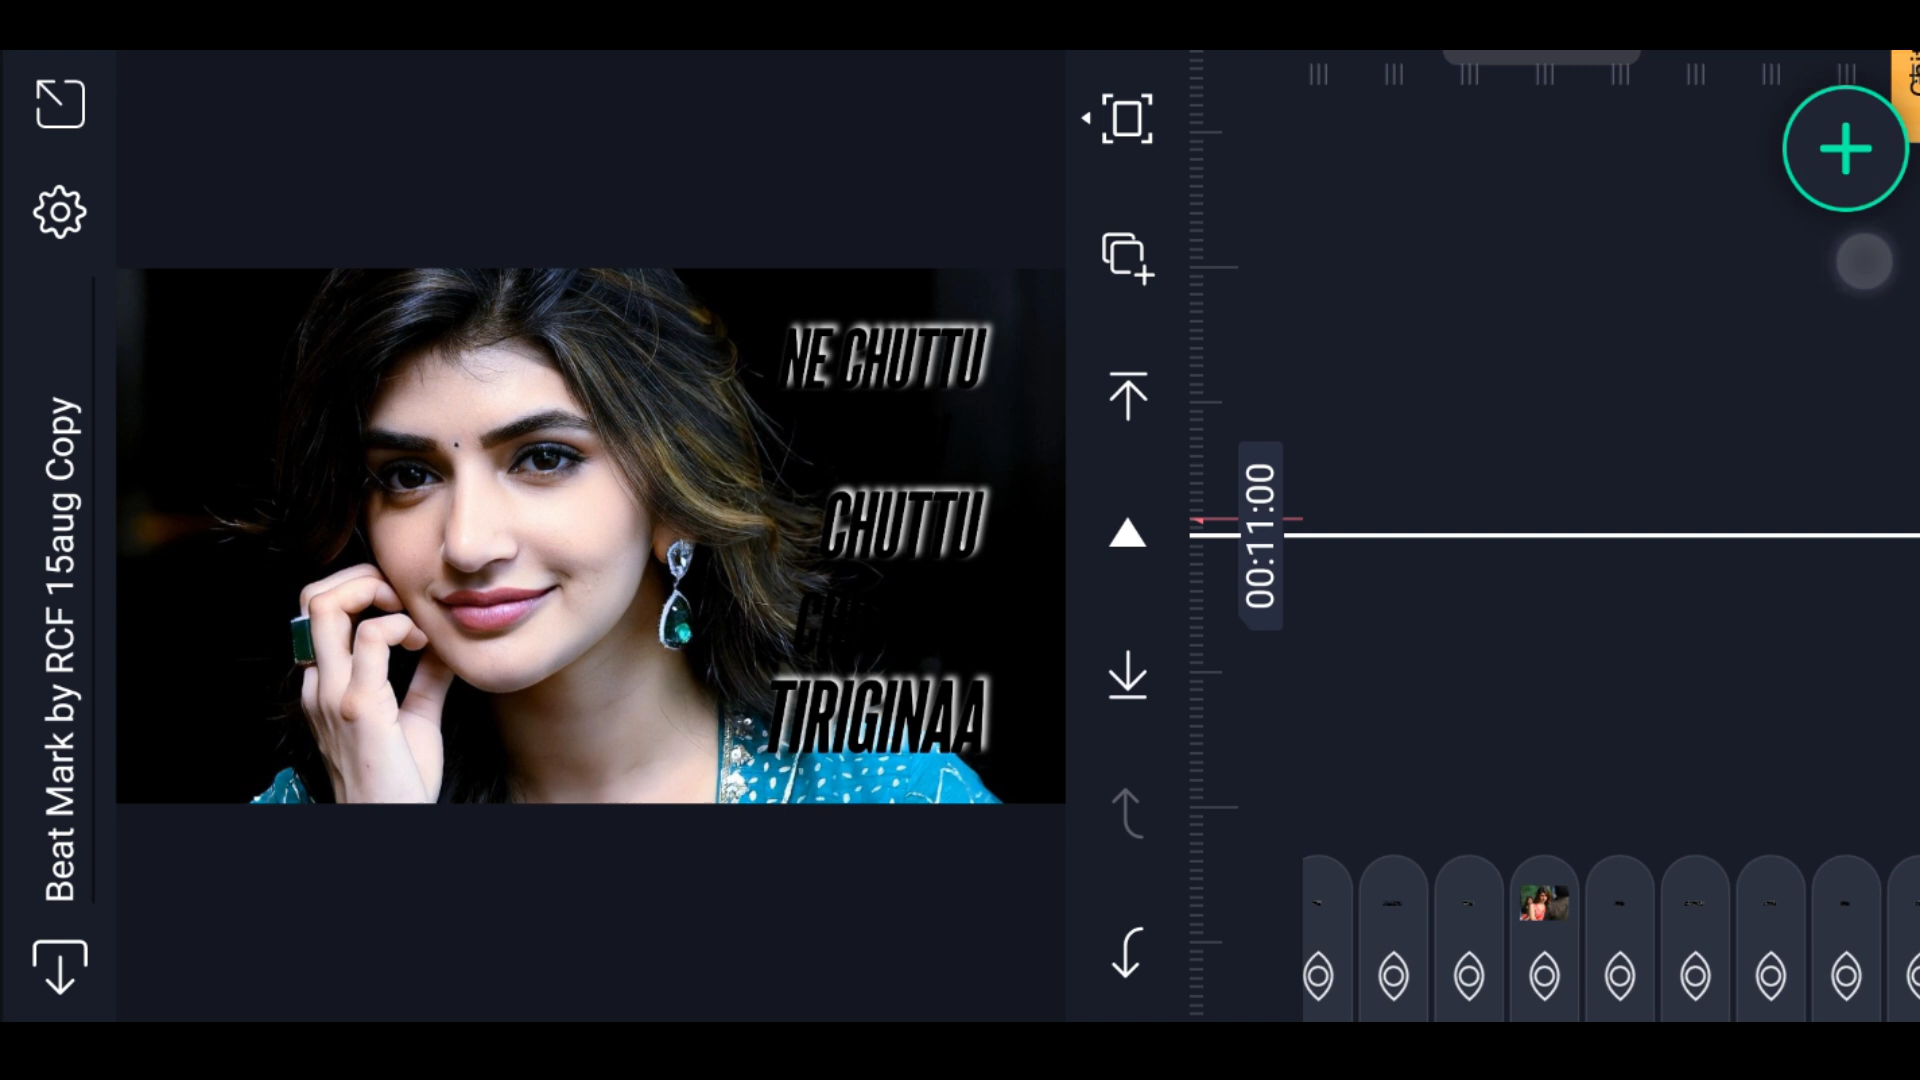 Beat Mark by RCF 15aug Copy
NE CHUTTU
CHUTTU
TIRIGINAA
00:11:00